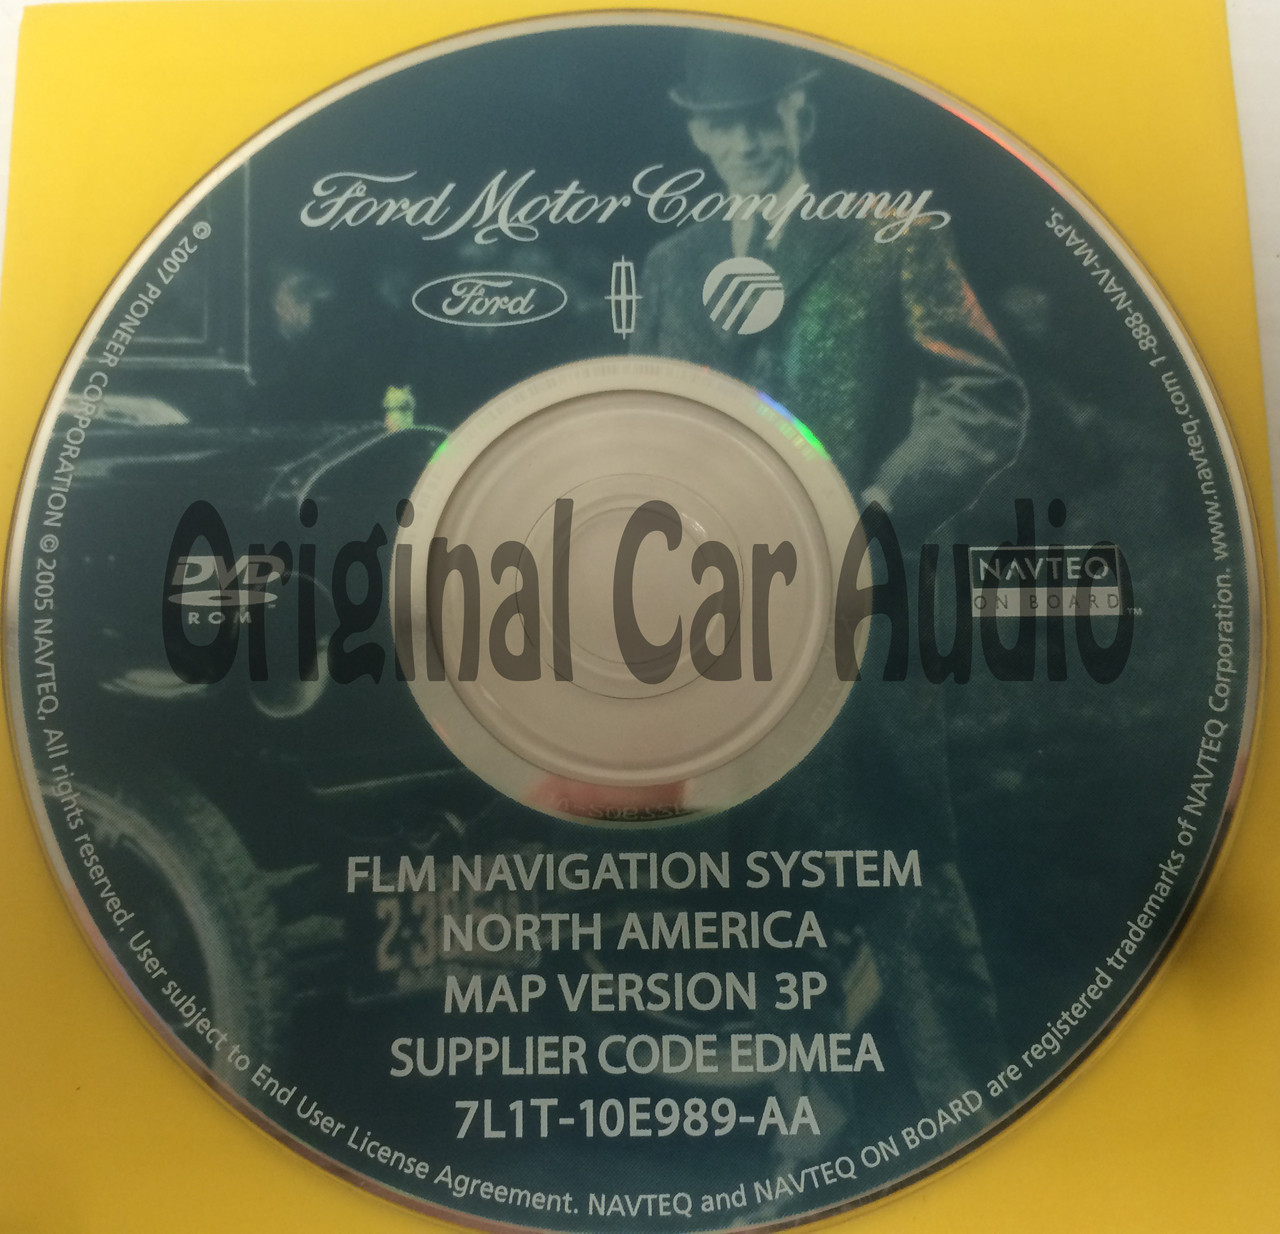 Ford Motor Company
Ford
DVD
ROM
NAVTEQ
ON BOARD™
Original Car Audio
FLM NAVIGATION SYSTEM
NORTH AMERICA
MAP VERSION 3P
SUPPLIER CODE EDMEA
7L1T-10E989-AA
© 2007 PIONEER CORPORATION © 2005 NAVTEQ. All rights reserved. User subject to End User License Agreement. NAVTEQ and NAVTEQ ON BOARD are registered trademarks of NAVTEQ Corporation. www.navteq.com 1-888-NAV-MAPS.